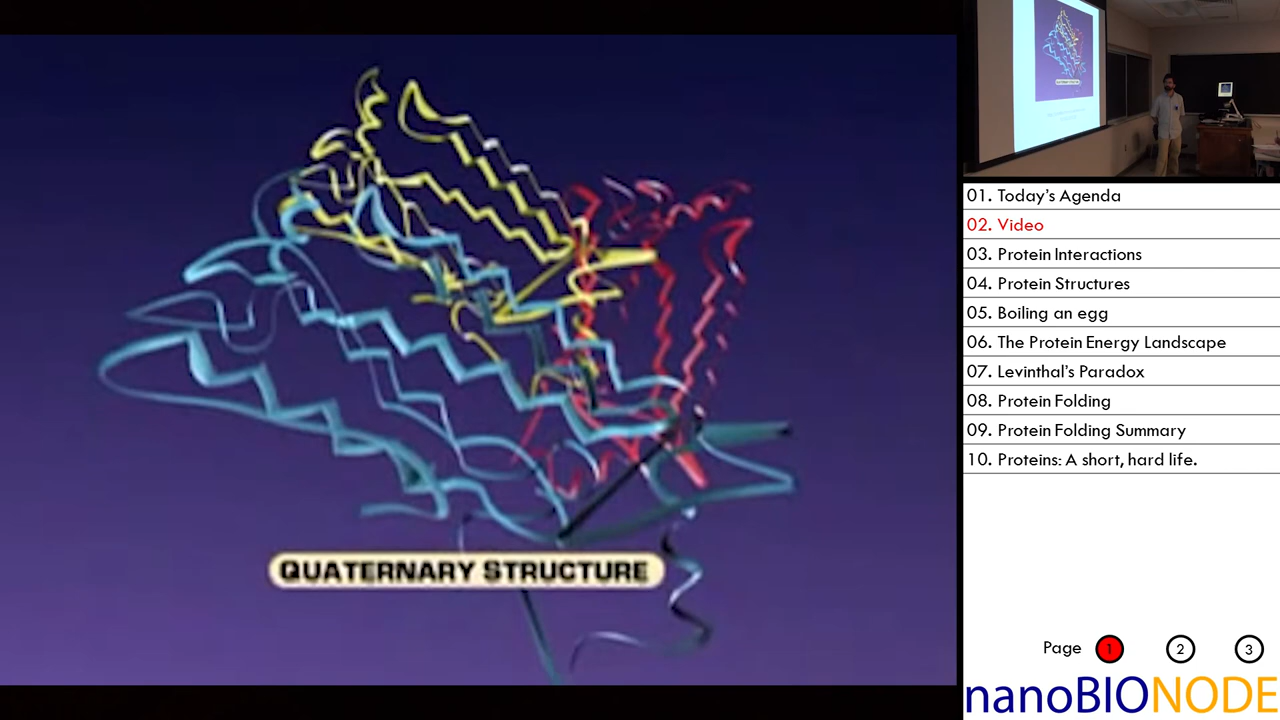 QUATERNARY STRUCTURE
01. Today's Agenda
02. Video
03. Protein Interactions
04. Protein Structures
05. Boiling an egg
06. The Protein Energy Landscape
07. Levinthal's Paradox
08. Protein Folding
09. Protein Folding Summary
10. Proteins: A short, hard life.
Page 1 2 3
nanoBIONODE